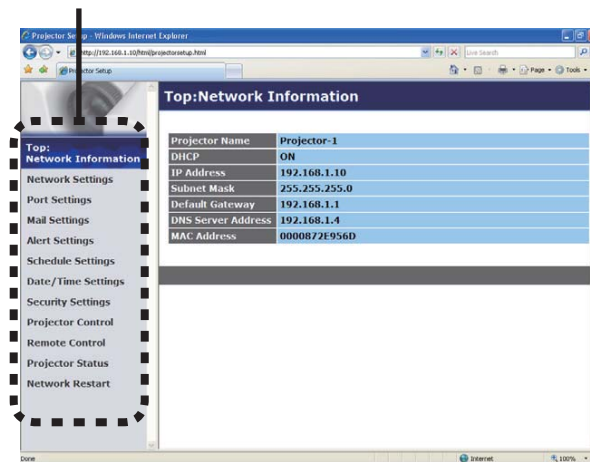 Projector Setup - Windows Internet Explorer
http://192.168.1.10/html/projectorsetup.html
Live Search
Projector Setup
Page
Tools
Top:Network Information
Top:
Network Information
Network Settings
Port Settings
Mail Settings
Alert Settings
Schedule Settings
Date/Time Settings
Security Settings
Projector Control
Remote Control
Projector Status
Network Restart
Projector Name Projector-1
DHCP ON
IP Address 192.168.1.10
Subnet Mask 255.255.255.0
Default Gateway 192.168.1.1
DNS Server Address 192.168.1.4
MAC Address 0000872E956D
Done
Internet
100%